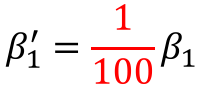 β′₁ = 1/100 β₁